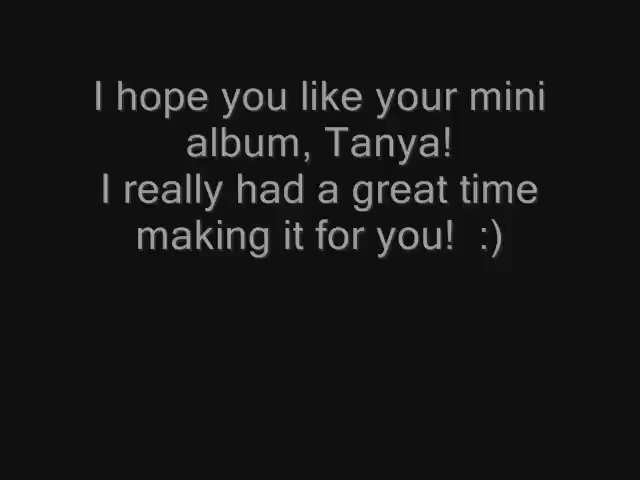 I hope you like your mini
album, Tanya!
I really had a great time
making it for you!  :)